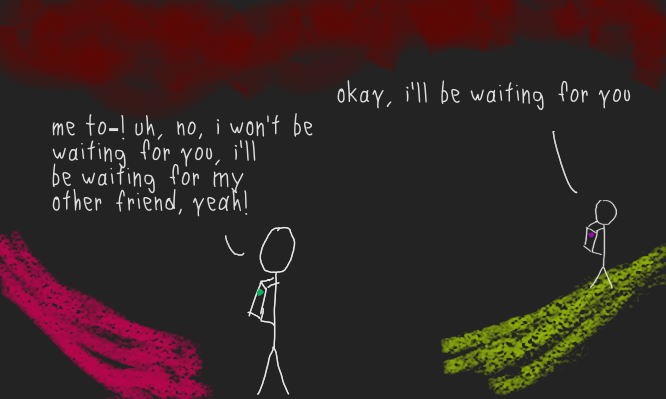 okay, i'll be waiting for you
me to-! uh, no, i won't be
waiting for you, i'll
be waiting for my
other friend, yeah!